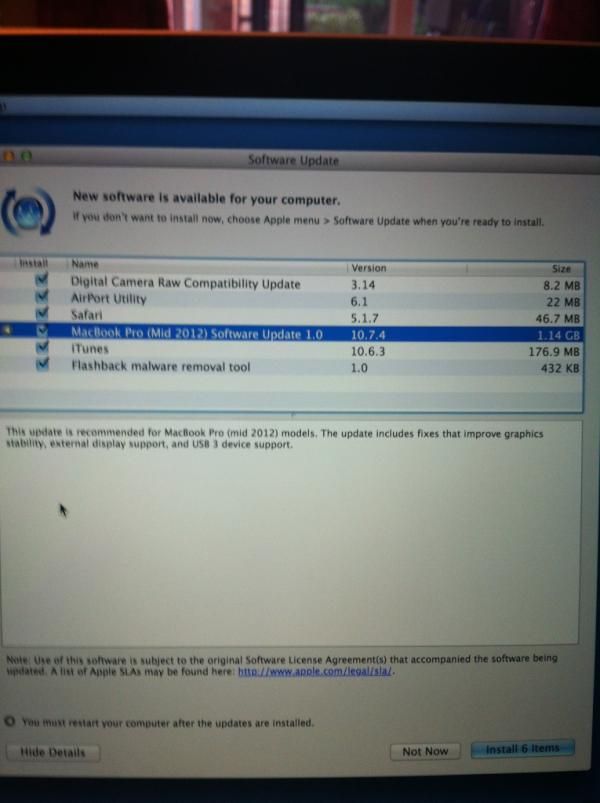 Software Update
New software is available for your computer.
If you don't want to install now, choose Apple menu > Software Update when you're ready to install.
Install Name Version Size
Digital Camera Raw Compatibility Update 3.14 8.2 MB
AirPort Utility 6.1 22 MB
Safari 5.1.7 46.7 MB
MacBook Pro (Mid 2012) Software Update 1.0 10.7.4 1.14 GB
iTunes 10.6.3 176.9 MB
Flashback malware removal tool 1.0 432 KB
This update is recommended for MacBook Pro (mid 2012) models. The update includes fixes that improve graphics
stability, external display support, and USB 3 device support.
Note: Use of this software is subject to the original Software License Agreement(s) that accompanied the software being
updated. A list of Apple SLAs may be found here: http://www.apple.com/legal/sla/.
You must restart your computer after the updates are installed.
Hide Details Not Now Install 6 Items